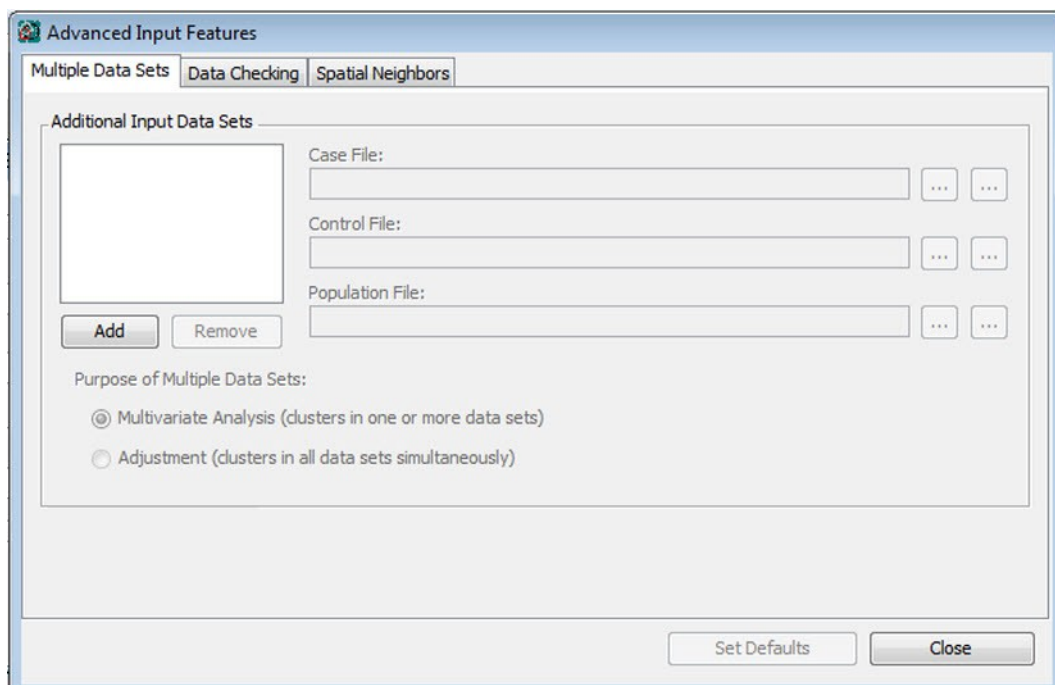 Advanced Input Features
Multiple Data Sets Data Checking Spatial Neighbors
Additional Input Data Sets
Case File:
... ...
Control File:
... ...
Population File:
... ...
Add Remove
Purpose of Multiple Data Sets:
Multivariate Analysis (clusters in one or more data sets)
Adjustment (clusters in all data sets simultaneously)
Set Defaults Close